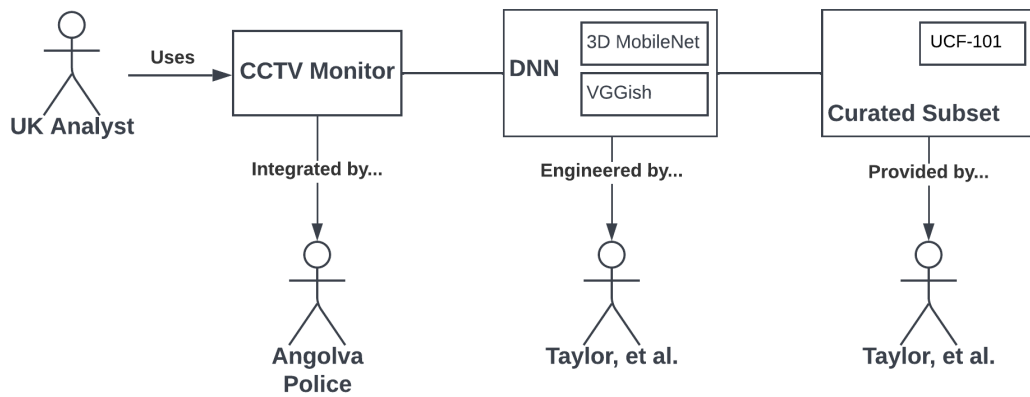 Uses
UK Analyst
CCTV Monitor
DNN
3D MobileNet
VGGish
UCF-101
Curated Subset
Integrated by...
Engineered by...
Provided by...
Angolva
Police
Taylor, et al.
Taylor, et al.